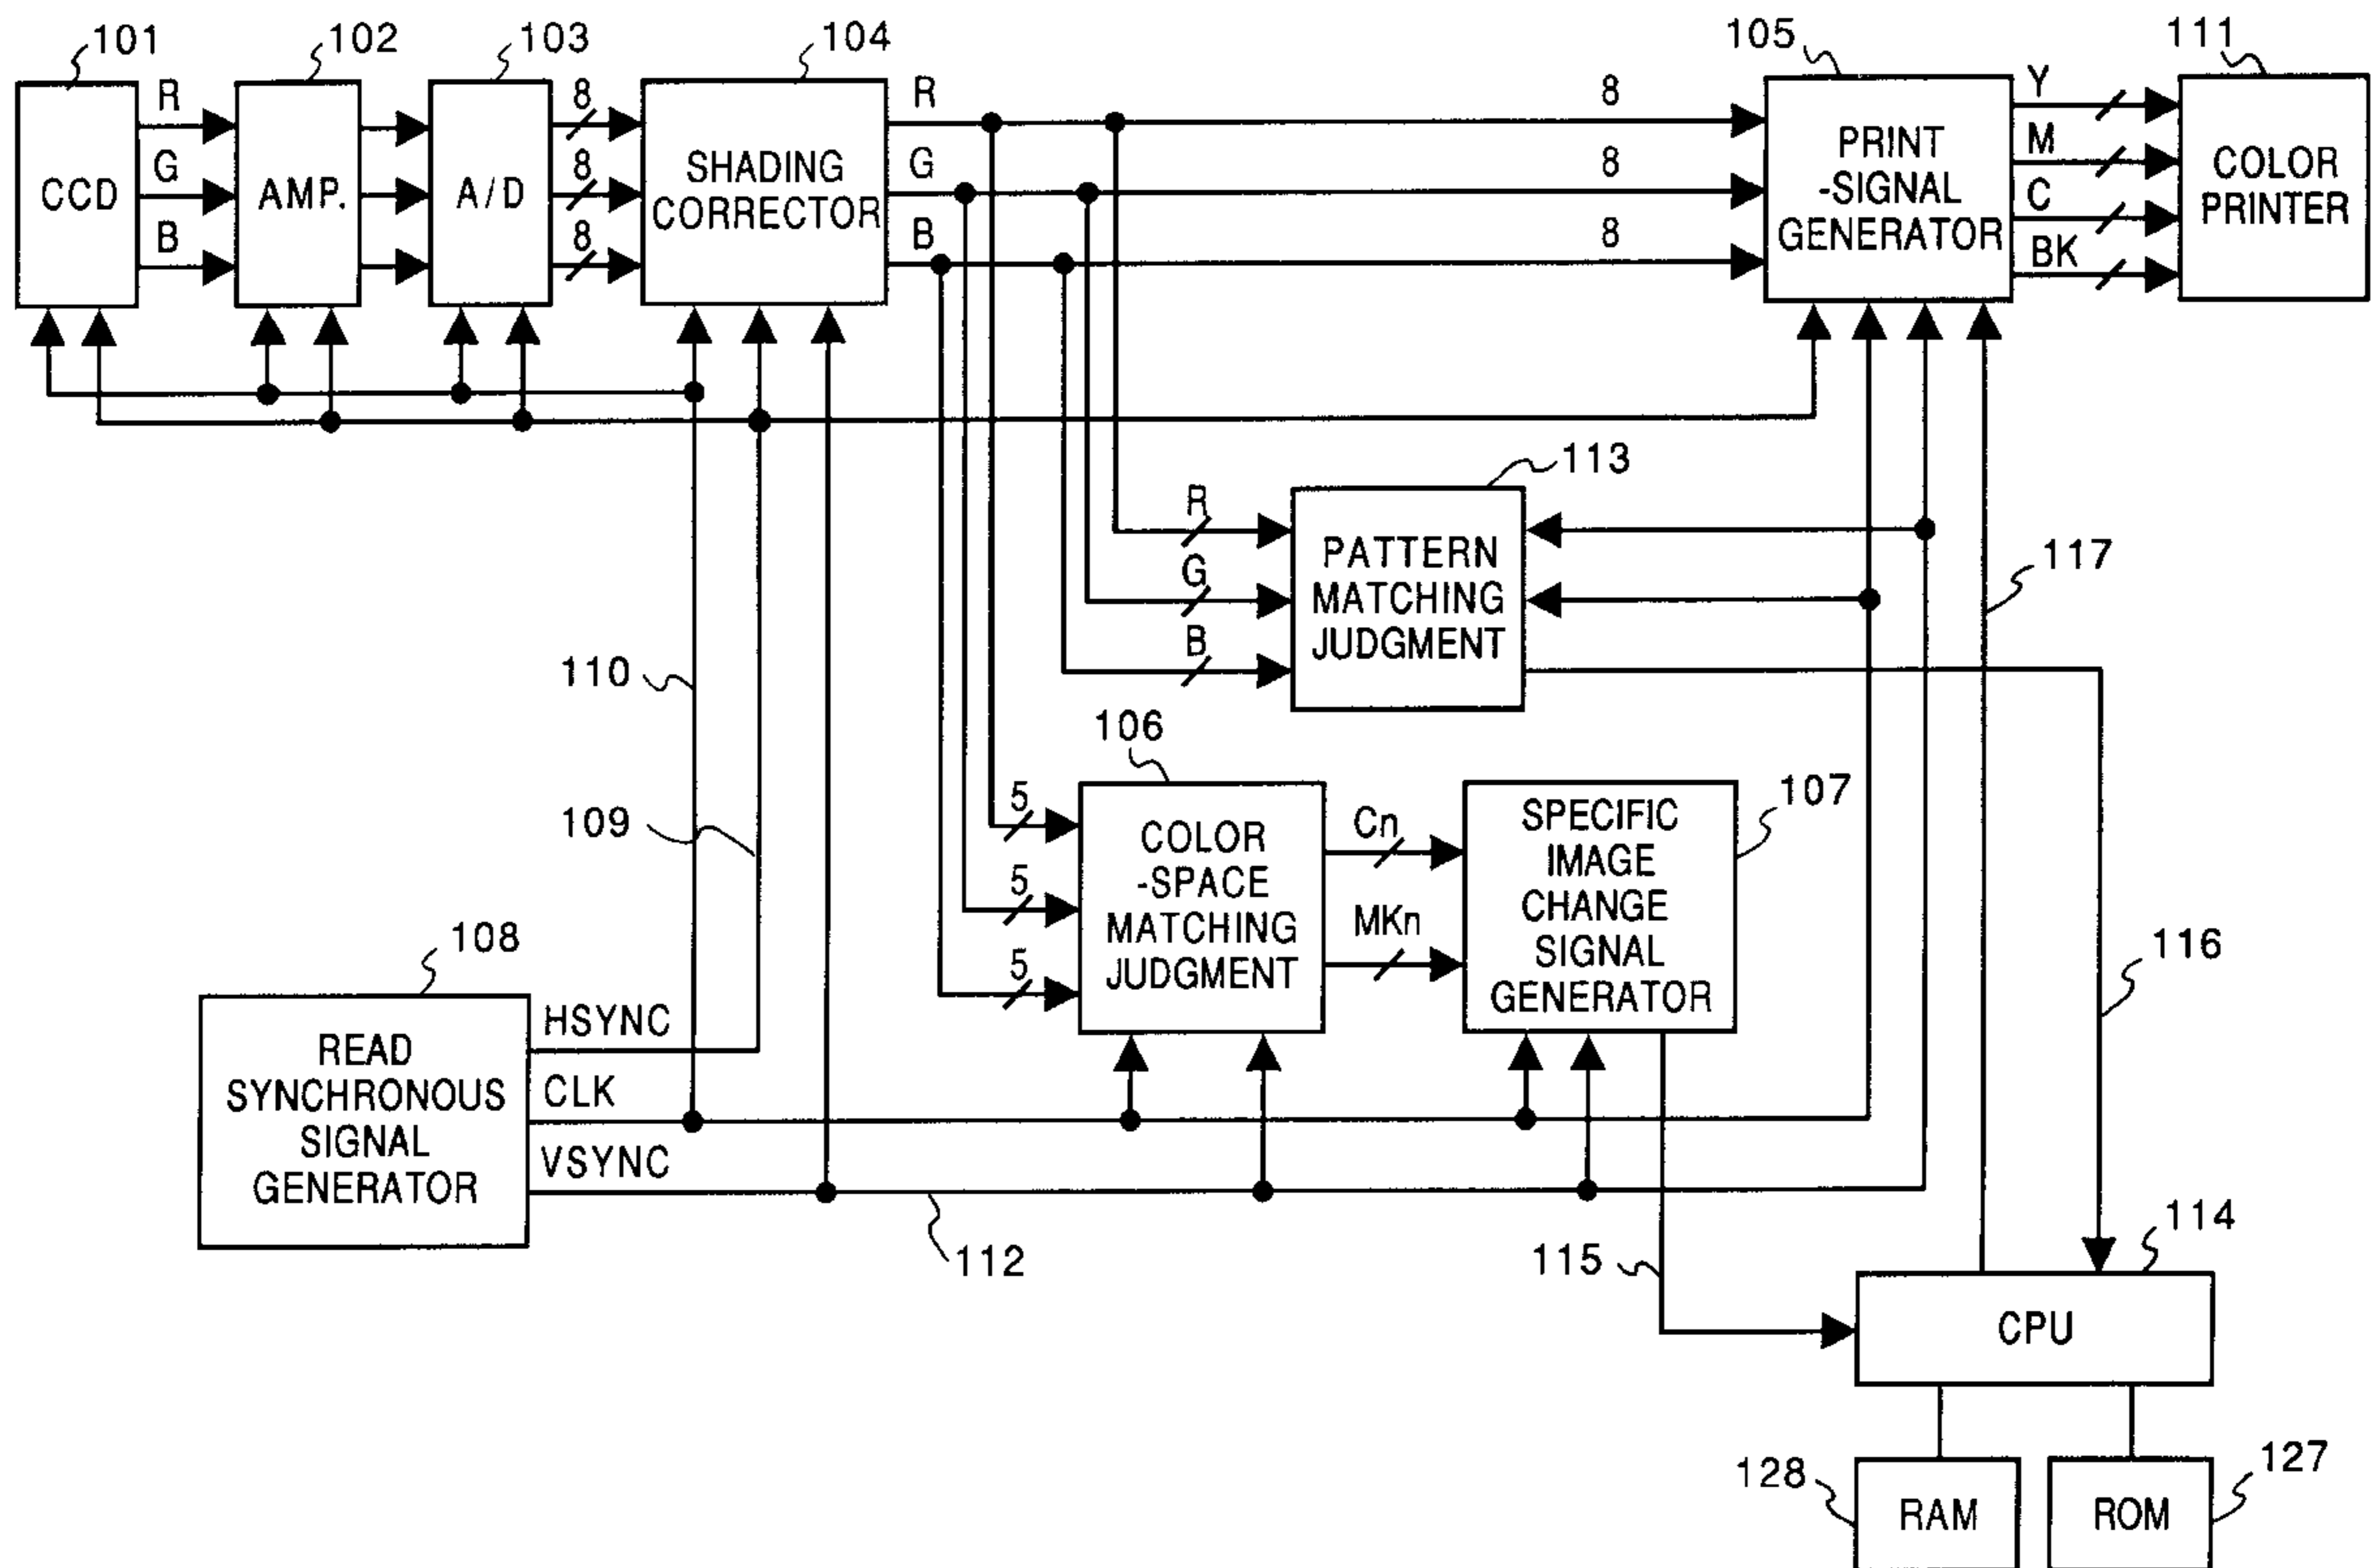 101
102
103
104
105
111
R
G
B
CCD
AMP.
A/D
8
8
8
SHADING
CORRECTOR
R
G
B
8
8
8
PRINT
-SIGNAL
GENERATOR
Y
M
C
BK
COLOR
PRINTER
113
R
G
B
PATTERN
MATCHING
JUDGMENT
117
110
109
106
5
5
5
COLOR
-SPACE
MATCHING
JUDGMENT
Cn
MKn
107
SPECIFIC
IMAGE
CHANGE
SIGNAL
GENERATOR
116
108
READ
SYNCHRONOUS
SIGNAL
GENERATOR
HSYNC
CLK
VSYNC
112
115
114
CPU
128
RAM
ROM
127